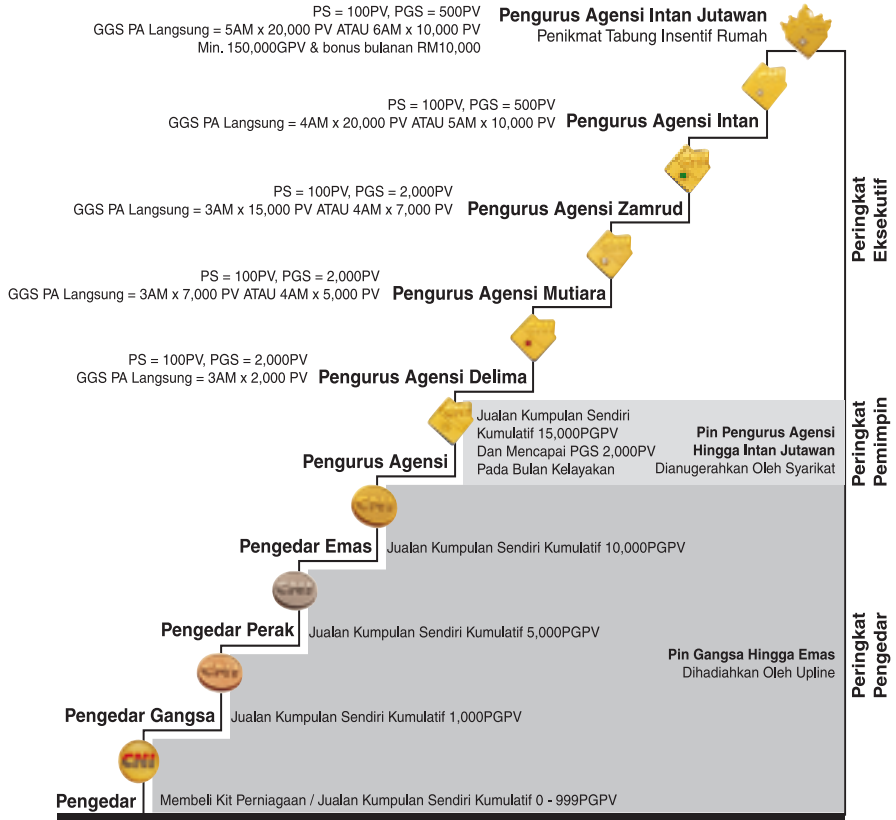 PS = 100PV, PGS = 500PV
GGS PA Langsung = 5AM x 20,000 PV ATAU 6AM x 10,000 PV
Min. 150,000GPV & bonus bulanan RM10,000
Pengurus Agensi Intan Jutawan
Penikmat Tabung Insentif Rumah
PS = 100PV, PGS = 500PV
GGS PA Langsung = 4AM x 20,000 PV ATAU 5AM x 10,000 PV
Pengurus Agensi Intan
PS = 100PV, PGS = 2,000PV
GGS PA Langsung = 3AM x 15,000 PV ATAU 4AM x 7,000 PV
Pengurus Agensi Zamrud
PS = 100PV, PGS = 2,000PV
GGS PA Langsung = 3AM x 7,000 PV ATAU 4AM x 5,000 PV
Pengurus Agensi Mutiara
PS = 100PV, PGS = 2,000PV
GGS PA Langsung = 3AM x 2,000 PV
Pengurus Agensi Delima
Peringkat
Eksekutif
Pengurus Agensi
Jualan Kumpulan Sendiri
Kumulatif 15,000PGPV
Dan Mencapai PGS 2,000PV
Pada Bulan Kelayakan
Pin Pengurus Agensi
Hingga Intan Jutawan
Dianugerahkan Oleh Syarikat
Peringkat
Pemimpin
Pengedar Emas
Jualan Kumpulan Sendiri Kumulatif 10,000PGPV
Pengedar Perak
Jualan Kumpulan Sendiri Kumulatif 5,000PGPV
Pin Gangsa Hingga Emas
Dihadiahkan Oleh Upline
Peringkat
Pengedar
Pengedar Gangsa
Jualan Kumpulan Sendiri Kumulatif 1,000PGPV
CNI
Pengedar
Membeli Kit Perniagaan / Jualan Kumpulan Sendiri Kumulatif 0 - 999PGPV